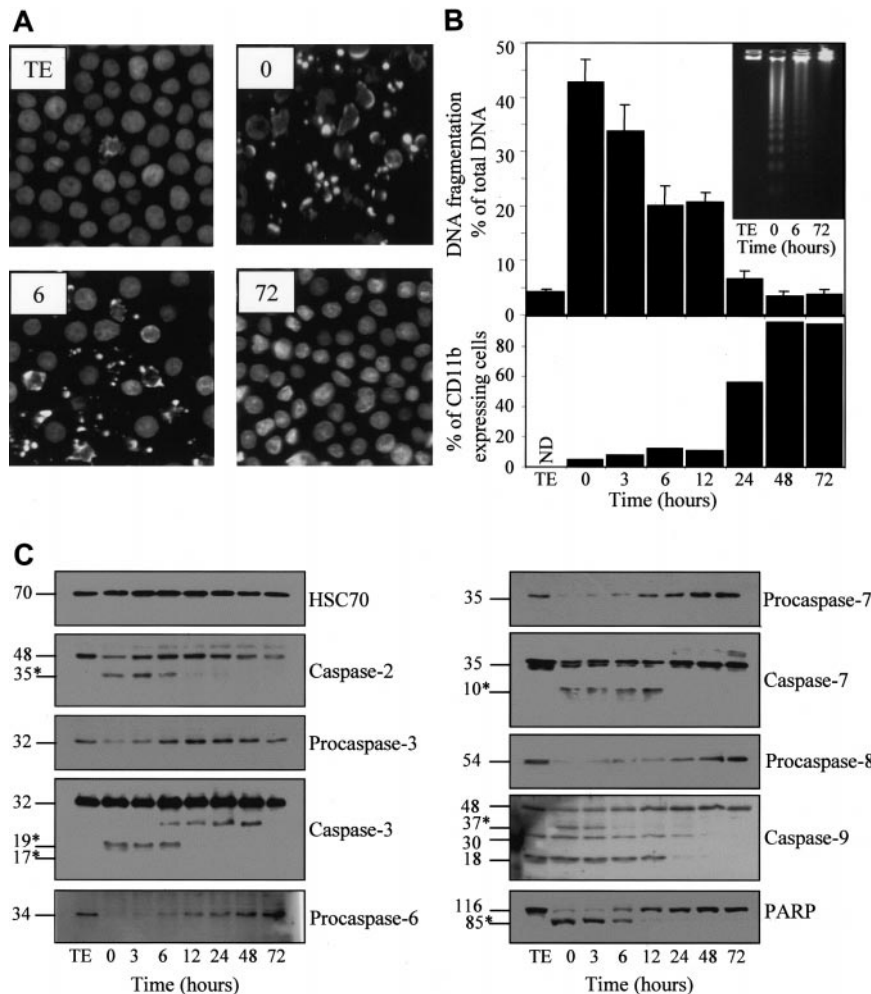 A
TE
0
6
72
B
DNA fragmentation
% of total DNA
50
40
30
20
10
0
TE 0 6 72
Time (hours)
% of CD11b
expressing cells
80
60
40
20
0
ND
TE 0 3 6 12 24 48 72
Time (hours)
C
70 HSC70
48
35* Caspase-2
32 Procaspase-3
32
19*
17* Caspase-3
34 Procaspase-6
TE 0 3 6 12 24 48 72
Time (hours)
35 Procaspase-7
35
10* Caspase-7
54 Procaspase-8
48
37*
30
18 Caspase-9
116
85* PARP
TE 0 3 6 12 24 48 72
Time (hours)